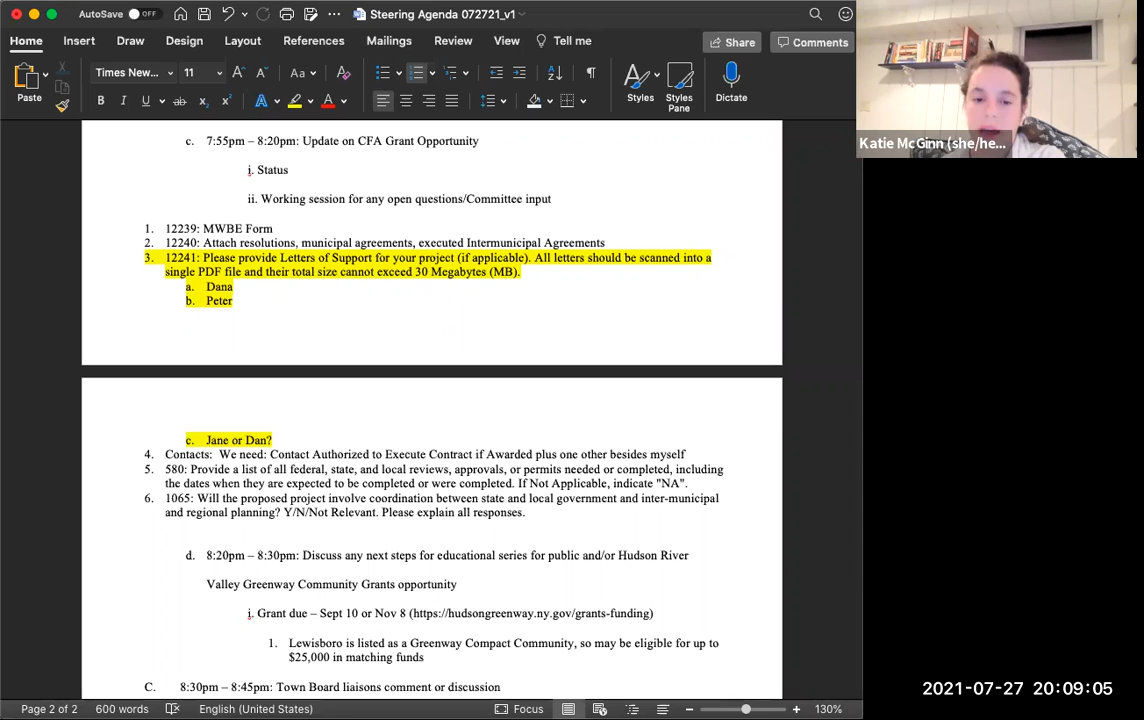 AutoSave OFF Steering Agenda 072721_v1
Home Insert Draw Design Layout References Mailings Review View Tell me Share Comments
Paste Times New... 11 Styles Styles Pane Dictate
c. 7:55pm – 8:20pm: Update on CFA Grant Opportunity
i. Status
ii. Working session for any open questions/Committee input
1. 12239: MWBE Form
2. 12240: Attach resolutions, municipal agreements, executed Intermunicipal Agreements
3. 12241: Please provide Letters of Support for your project (if applicable). All letters should be scanned into a
single PDF file and their total size cannot exceed 30 Megabytes (MB).
a. Dana
b. Peter
c. Jane or Dan?
4. Contacts: We need: Contact Authorized to Execute Contract if Awarded plus one other besides myself
5. 580: Provide a list of all federal, state, and local reviews, approvals, or permits needed or completed, including
the dates when they are expected to be completed or were completed. If Not Applicable, indicate "NA".
6. 1065: Will the proposed project involve coordination between state and local government and inter-municipal
and regional planning? Y/N/Not Relevant. Please explain all responses.
d. 8:20pm – 8:30pm: Discuss any next steps for educational series for public and/or Hudson River
Valley Greenway Community Grants opportunity
i. Grant due – Sept 10 or Nov 8 (https://hudsongreenway.ny.gov/grants-funding)
1. Lewisboro is listed as a Greenway Compact Community, so may be eligible for up to
$25,000 in matching funds
C. 8:30pm – 8:45pm: Town Board liaisons comment or discussion
Page 2 of 2 600 words English (United States) Focus 130%
Katie McGinn (she/he...
2021-07-27 20:09:05